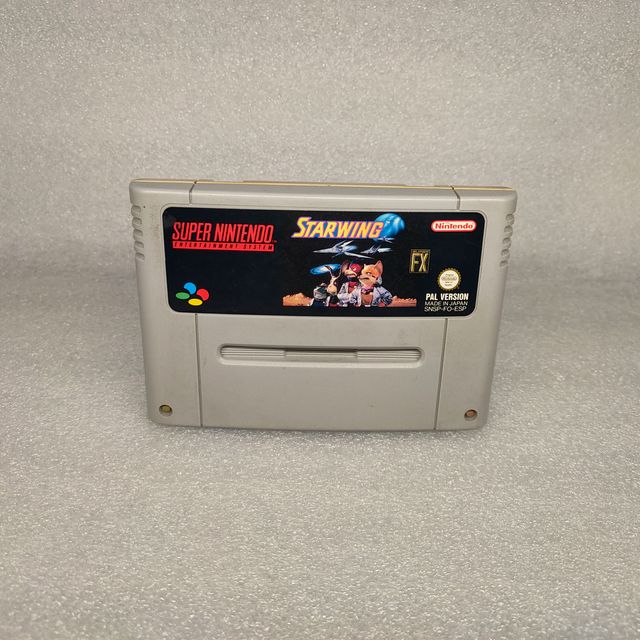 SUPER NINTENDO
ENTERTAINMENT SYSTEM
STARWING
Nintendo
FX
PAL VERSION
MADE IN JAPAN
SNSP-FO-ESP